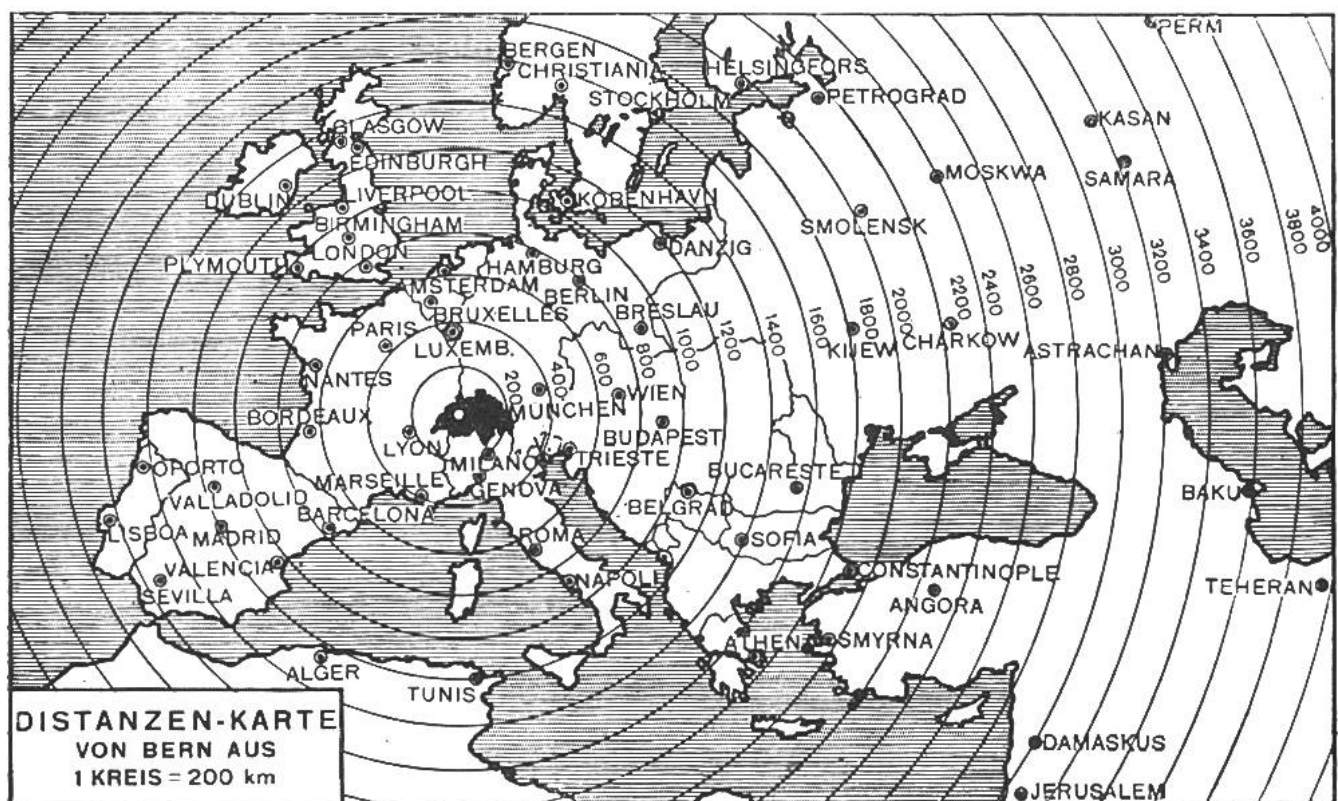 PERM
BERGEN
CHRISTIANIA
HELSINGFORS
STOCKHOLM
PETROGRAD
KASAN
GLASGOW
EDINBURGH
MOSKWA
SAMARA
DUBLIN
LIVERPOOL
KOBENHAVN
SMOLENSK
BIRMINGHAM
PLYMOUTH
LONDON
HAMBURG
DANZIG
AMSTERDAM
BERLIN
BRUXELLES
BRESLAU
PARIS
LUXEMB.
KIJEW
CHARKOW
ASTRACHAN
NANTES
200
400
600
800
1000
1200
1400
1600
1800
2000
2200
2400
2600
2800
3000
3200
3400
3600
3800
4000
BORDEAUX
MÜNCHEN
WIEN
LYON
BUDAPEST
MILANO
TRIESTE
OPORTO
BUCAREST
MARSEILLE
GENOVA
VALLADOLID
BAKU
BARCELONA
BELGRAD
LISBOA
MADRID
ROMA
SOFIA
VALENCIA
NAPOLI
CONSTANTINOPLE
SEVILLA
ANGORA
TEHERAN
ATHEN
SMYRNA
ALGER
TUNIS
DISTANZEN-KARTE
VON BERN AUS
1 KREIS = 200 km
DAMASKUS
JERUSALEM